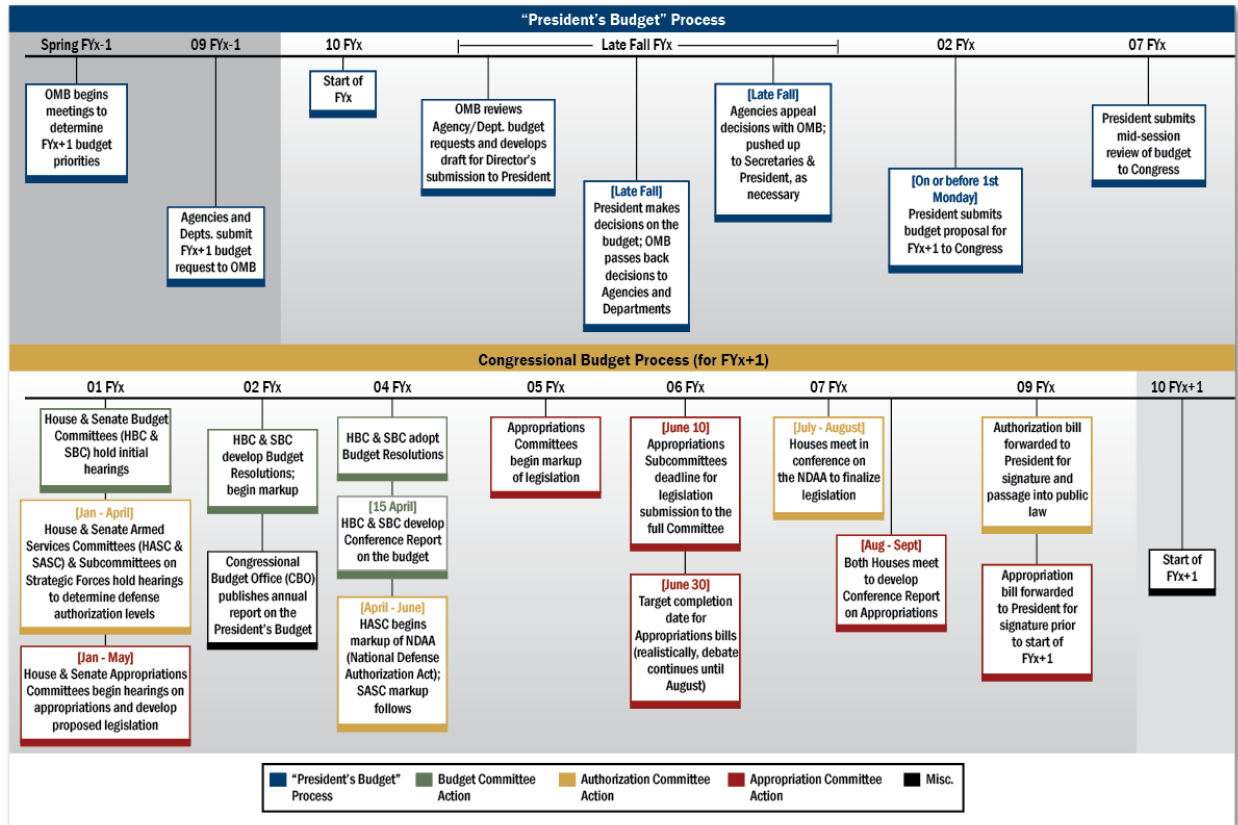 “President’s Budget” Process
Spring FYx-1
09 FYx-1
10 FYx
Late Fall FYx
02 FYx
07 FYx
OMB begins
meetings to
determine
FYx+1 budget
priorities
Agencies and
Depts. submit
FYx+1 budget
request to OMB
Start of
FYx
OMB reviews
Agency/Dept. budget
requests and develops
draft for Director’s
submission to President
[Late Fall]
President makes
decisions on the
budget; OMB
passes back
decisions to
Agencies and
Departments
[Late Fall]
Agencies appeal
decisions with OMB;
pushed up
to Secretaries &
President, as
necessary
[On or before 1st
Monday]
President submits
budget proposal for
FYx+1 to Congress
President submits
mid-session
review of budget
to Congress
Congressional Budget Process (for FYx+1)
01 FYx
02 FYx
04 FYx
05 FYx
06 FYx
07 FYx
09 FYx
10 FYx+1
House & Senate Budget
Committees (HBC &
SBC) hold initial
hearings
[Jan - April]
House & Senate Armed
Services Committees (HASC &
SASC) & Subcommittees on
Strategic Forces hold hearings
to determine defense
authorization levels
[Jan - May]
House & Senate Appropriations
Committees begin hearings on
appropriations and develop
proposed legislation
HBC & SBC
develop Budget
Resolutions;
begin markup
Congressional
Budget Office (CBO)
publishes annual
report on the
President’s Budget
HBC & SBC adopt
Budget Resolutions
[15 April]
HBC & SBC develop
Conference Report
on the budget
[April - June]
HASC begins
markup of NDAA
(National Defense
Authorization Act);
SASC markup
follows
Appropriations
Committees
begin markup
of legislation
[June 10]
Appropriations
Subcommittees
deadline for
legislation
submission to the
full Committee
[June 30]
Target completion
date for
Appropriations bills
(realistically, debate
continues until
August)
[July - August]
Houses meet in
conference on
the NDAA to finalize
legislation
[Aug - Sept]
Both Houses meet
to develop
Conference Report
on Appropriations
Authorization bill
forwarded to
President for
signature and
passage into public
law
Appropriation
bill forwarded
to President for
signature prior
to start of
FYx+1
Start of
FYx+1
“President’s Budget”
Process
Budget Committee
Action
Authorization Committee
Action
Appropriation Committee
Action
Misc.